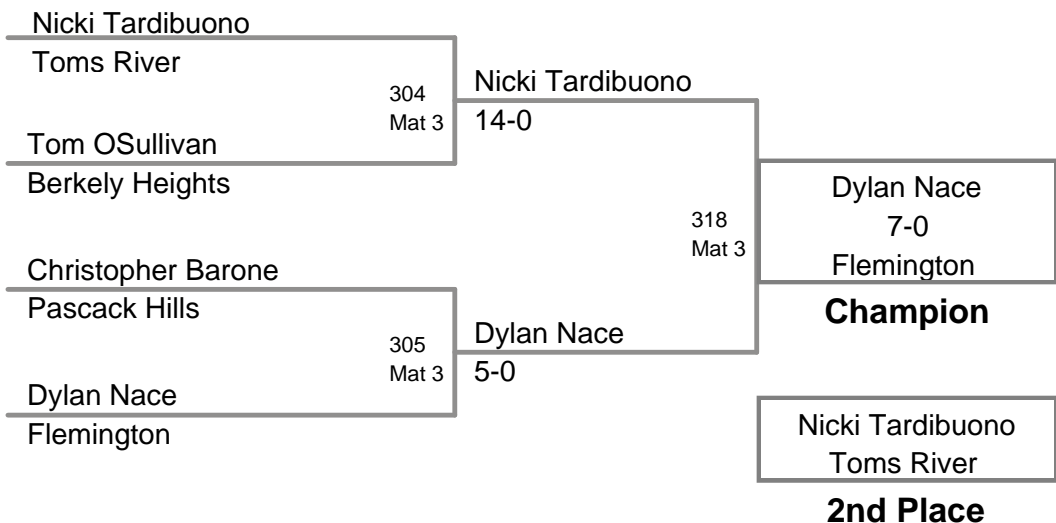 Nicki Tardibuono
Toms River
304
Mat 3
Nicki Tardibuono
14-0
Tom OSullivan
Berkely Heights
318
Mat 3
Dylan Nace
7-0
Flemington
Champion
Christopher Barone
Pascack Hills
305
Mat 3
Dylan Nace
5-0
Dylan Nace
Flemington
Nicki Tardibuono
Toms River
2nd Place